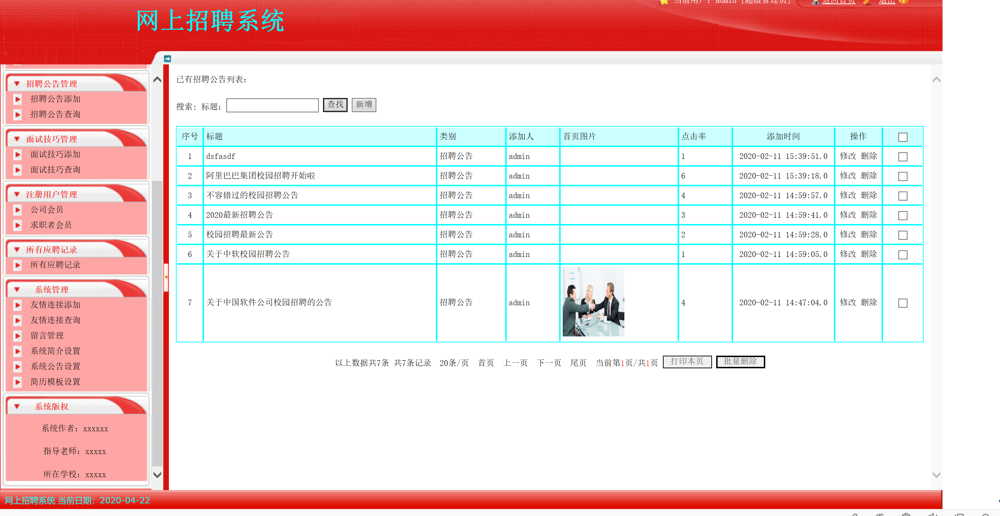 当前用户：admin [超级管理员] 返回首页 退出
网上招聘系统
招聘公告管理
招聘公告添加
招聘公告查询
面试技巧管理
面试技巧添加
面试技巧查询
注册用户管理
公司会员
求职者会员
所有应聘记录
所有应聘记录
系统管理
友情连接添加
友情连接查询
留言管理
系统简介设置
系统公告设置
简历模板设置
系统版权
系统作者：xxxxxx
指导老师：xxxxx
所在学校：xxxxx
已有招聘公告列表：
搜索：标题： 查找 新增
序号 标题 类别 添加人 首页图片 点击率 添加时间 操作
1 dsfasdf 招聘公告 admin 1 2020-02-11 15:39:51.0 修改 删除
2 阿里巴巴集团校园招聘开始啦 招聘公告 admin 6 2020-02-11 15:39:18.0 修改 删除
3 不容错过的校园招聘公告 招聘公告 admin 4 2020-02-11 14:59:57.0 修改 删除
4 2020最新招聘公告 招聘公告 admin 3 2020-02-11 14:59:41.0 修改 删除
5 校园招聘最新公告 招聘公告 admin 2 2020-02-11 14:59:28.0 修改 删除
6 关于中软校园招聘公告 招聘公告 admin 1 2020-02-11 14:59:05.0 修改 删除
7 关于中国软件公司校园招聘的公告 招聘公告 admin 4 2020-02-11 14:47:04.0 修改 删除
以上数据共7条 共7条记录 20条/页 首页 上一页 下一页 尾页 当前第1页/共1页 打印本页 批量删除
网上招聘系统 当前日期：2020-04-22